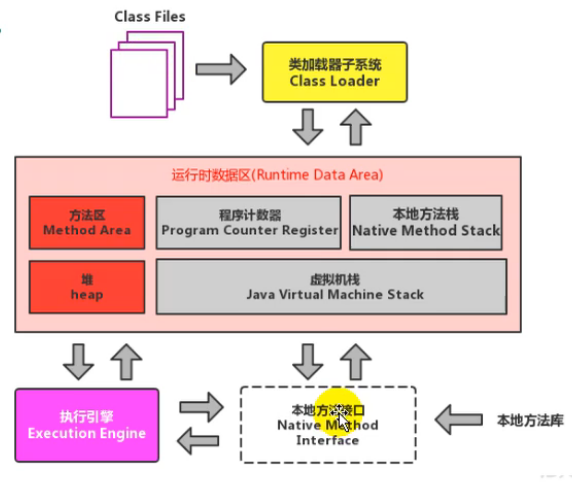 Class Files
类加载器子系统
Class Loader
运行时数据区(Runtime Data Area)
方法区
Method Area
程序计数器
Program Counter Register
本地方法栈
Native Method Stack
堆
heap
虚拟机栈
Java Virtual Machine Stack
执行引擎
Execution Engine
本地方法接口
Native Method
Interface
本地方法库